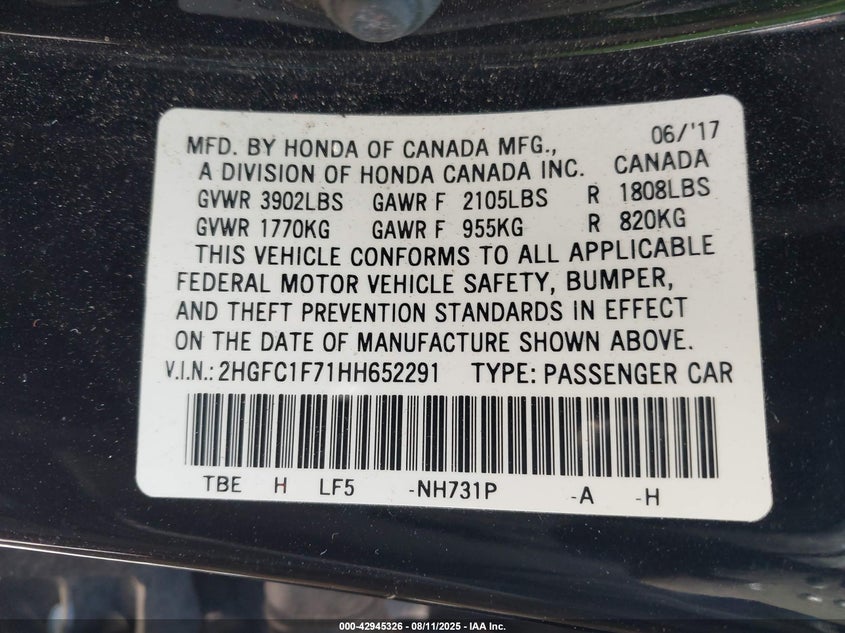 MFD. BY HONDA OF CANADA MFG., 06/'17
A DIVISION OF HONDA CANADA INC. CANADA
GVWR 3902LBS GAWR F 2105LBS R 1808LBS
GVWR 1770KG GAWR F 955KG R 820KG
THIS VEHICLE CONFORMS TO ALL APPLICABLE
FEDERAL MOTOR VEHICLE SAFETY, BUMPER,
AND THEFT PREVENTION STANDARDS IN EFFECT
ON THE DATE OF MANUFACTURE SHOWN ABOVE.
V.I.N.: 2HGFC1F71HH652291 TYPE: PASSENGER CAR
TBE H LF5 -NH731P -A -H
000-42945326 - 08/11/2025 - IAA Inc.